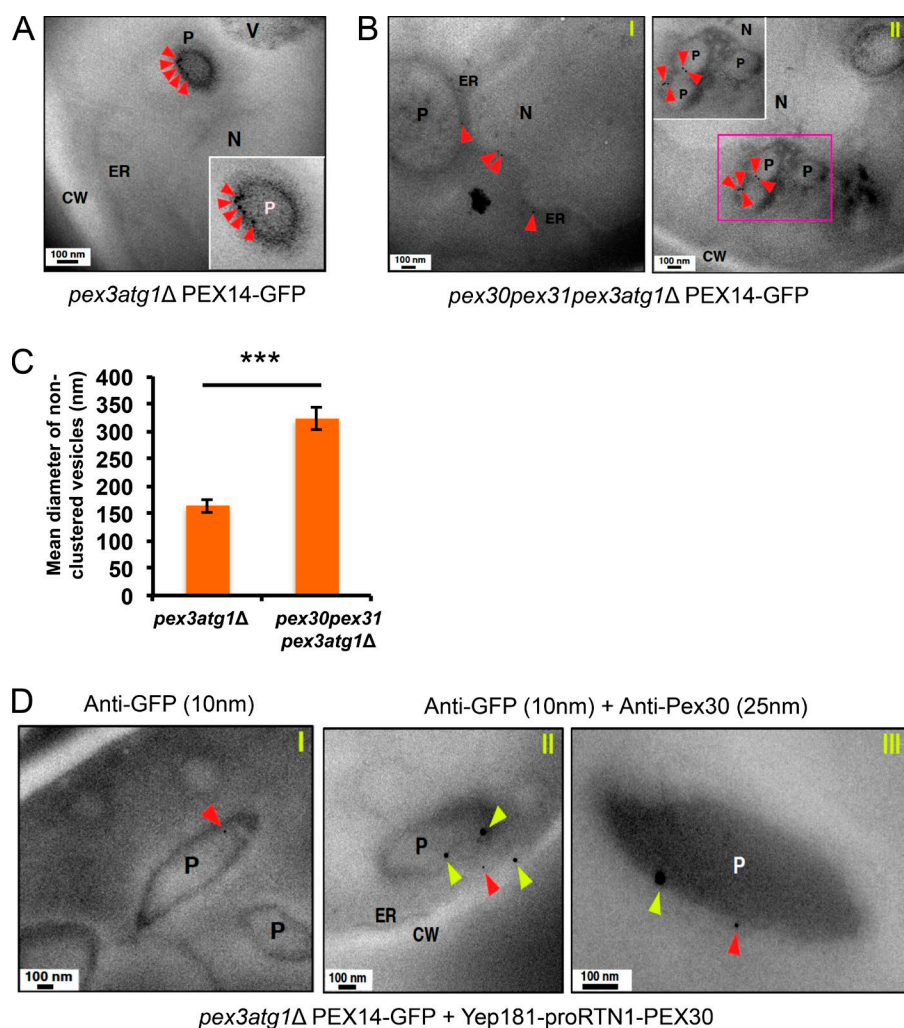 A
P
V
N
ER
CW
P
100 nm
pex3atg1Δ PEX14-GFP
B
I
ER
N
P
ER
100 nm
II
N
P
P
P
N
P
P
CW
100 nm
pex30pex31pex3atg1Δ PEX14-GFP
C
***
Mean diameter of non-
clustered vesicles (nm)
400
350
300
250
200
150
100
50
0
pex3atg1Δ
pex30pex31
pex3atg1Δ
D
Anti-GFP (10nm)
Anti-GFP (10nm) + Anti-Pex30 (25nm)
I
P
P
100 nm
II
P
ER
CW
100 nm
III
P
100 nm
pex3atg1Δ PEX14-GFP + Yep181-proRTN1-PEX30